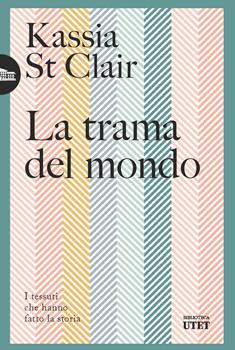 Kassia
St Clair
La trama
del mondo
I tessuti
che hanno
fatto la storia
BIBLIOTECA
UTET